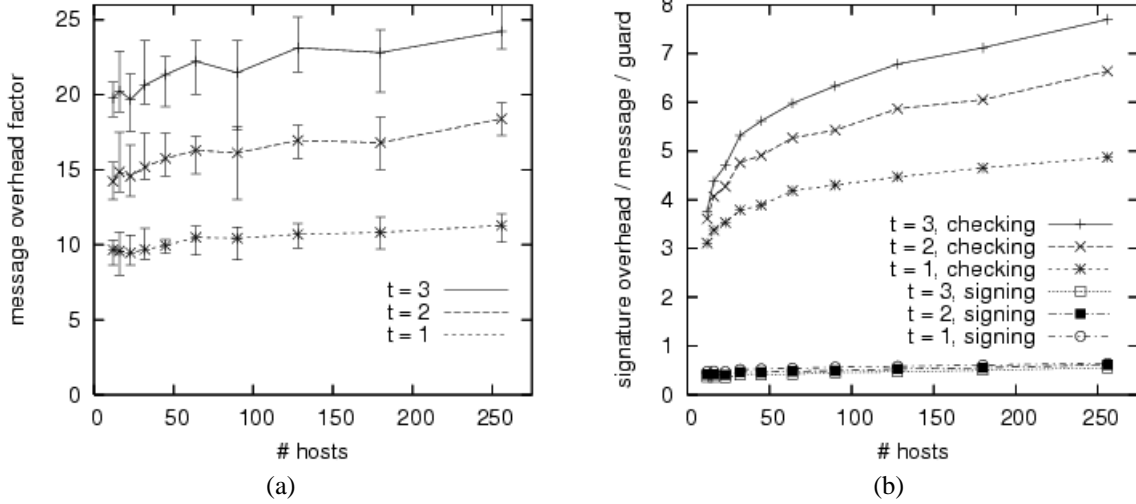 message overhead factor
25
20
15
10
5
0
0 50 100 150 200 250
# hosts
t = 3
t = 2
t = 1
(a)
signature overhead / message / guard
8
7
6
5
4
3
2
1
0
0 50 100 150 200 250
# hosts
t = 3, checking
t = 2, checking
t = 1, checking
t = 3, signing
t = 2, signing
t = 1, signing
(b)